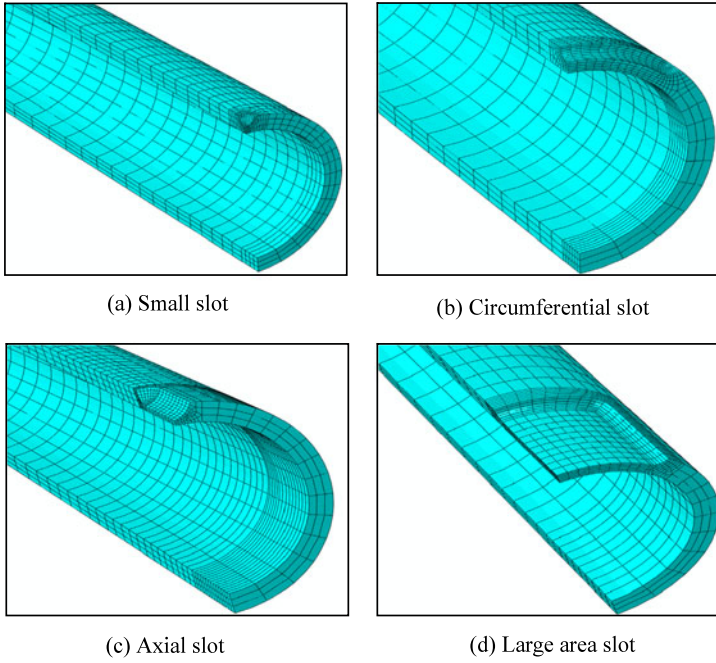 (a) Small slot
(b) Circumferential slot
(c) Axial slot
(d) Large area slot